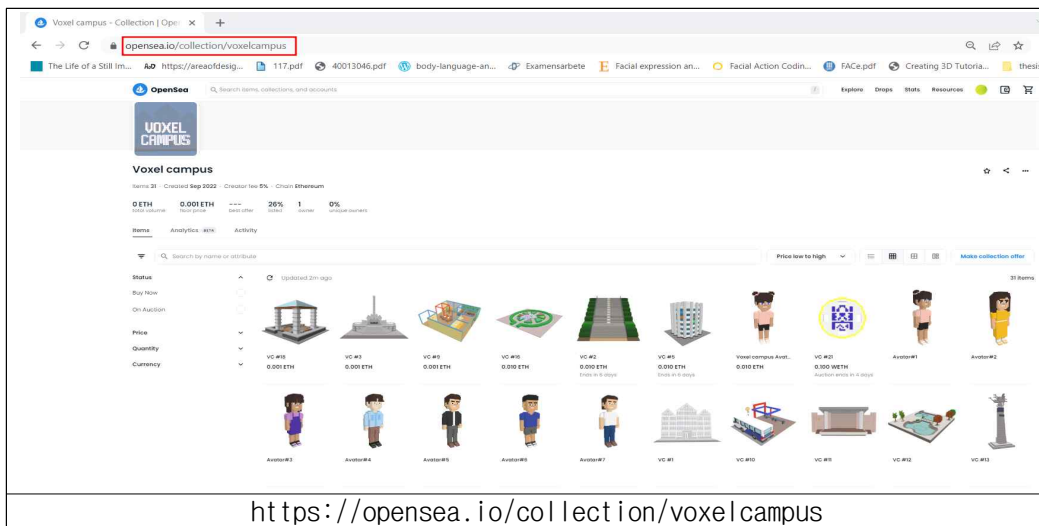 Voxel campus - Collection | Ope
opensea.io/collection/voxelcampus
The Life of a Still Im... https://areaofdesig... 117.pdf 40013046.pdf body-language-an... Examensarbete Facial expression an... Facial Action Codin... FACe.pdf Creating 3D Tutoria... thesis
OpenSea Search items, collections, and accounts / Explore Drops Stats Resources
VOXEL
CAMPUS
Voxel campus
Items 31 · Created Sep 2022 · Creator fee 5% · Chain Ethereum
0 ETH 0.001 ETH --- 26% 1 0%
total volume floor price best offer listed owner unique owners
Items Analytics BETA Activity
Search by name or attribute Price low to high Make collection offer
Status Updated 2m ago 31 items
Buy Now
On Auction
Price
Quantity
Currency
VC #18 VC #3 VC #9 VC #16 VC #2 VC #5 Voxel campus Avat... VC #21 Avatar#1 Avatar#2
0.001 ETH 0.001 ETH 0.001 ETH 0.010 ETH 0.010 ETH 0.010 ETH 0.010 ETH 0.100 WETH
Ends in 6 days Ends in 6 days Auction ends in 4 days
Avatar#3 Avatar#4 Avatar#5 Avatar#6 Avatar#7 VC #1 VC #10 VC #11 VC #12 VC #13
https://opensea.io/collection/voxelcampus